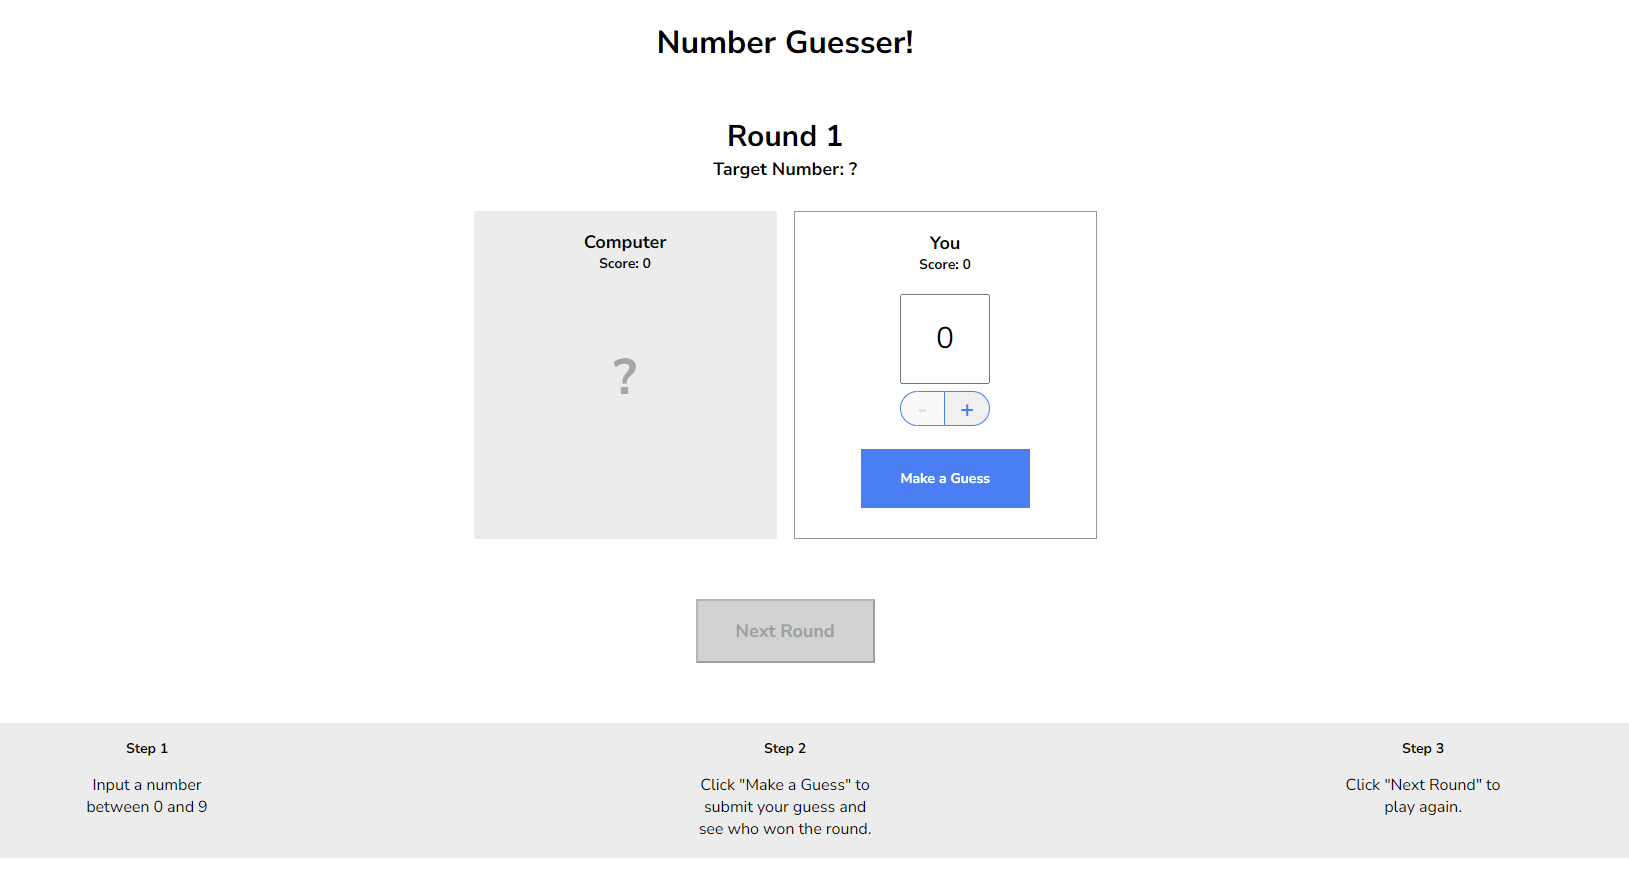 Number Guesser!
Round 1
Target Number: ?
Computer
Score: 0
?
You
Score: 0
0
- +
Make a Guess
Next Round
Step 1
Input a number
between 0 and 9
Step 2
Click "Make a Guess" to
submit your guess and
see who won the round.
Step 3
Click "Next Round" to
play again.